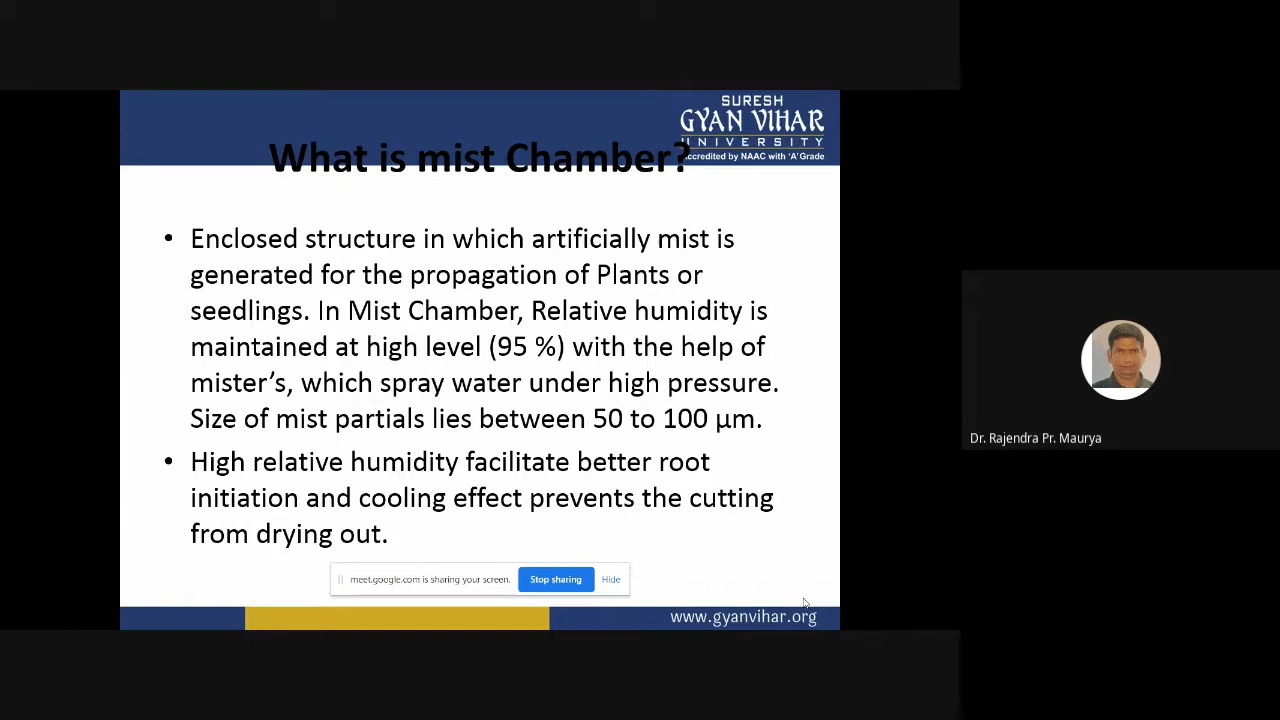 SURESH
GYAN VIHAR
UNIVERSITY
ccredited by NAAC with 'A' Grade
What is mist Chamber?
• Enclosed structure in which artificially mist is
generated for the propagation of Plants or
seedlings. In Mist Chamber, Relative humidity is
maintained at high level (95 %) with the help of
mister's, which spray water under high pressure.
Size of mist partials lies between 50 to 100 µm.
• High relative humidity facilitate better root
initiation and cooling effect prevents the cutting
from drying out.
meet.google.com is sharing your screen. Stop sharing Hide
www.gyanvihar.org
Dr. Rajendra Pr. Maurya